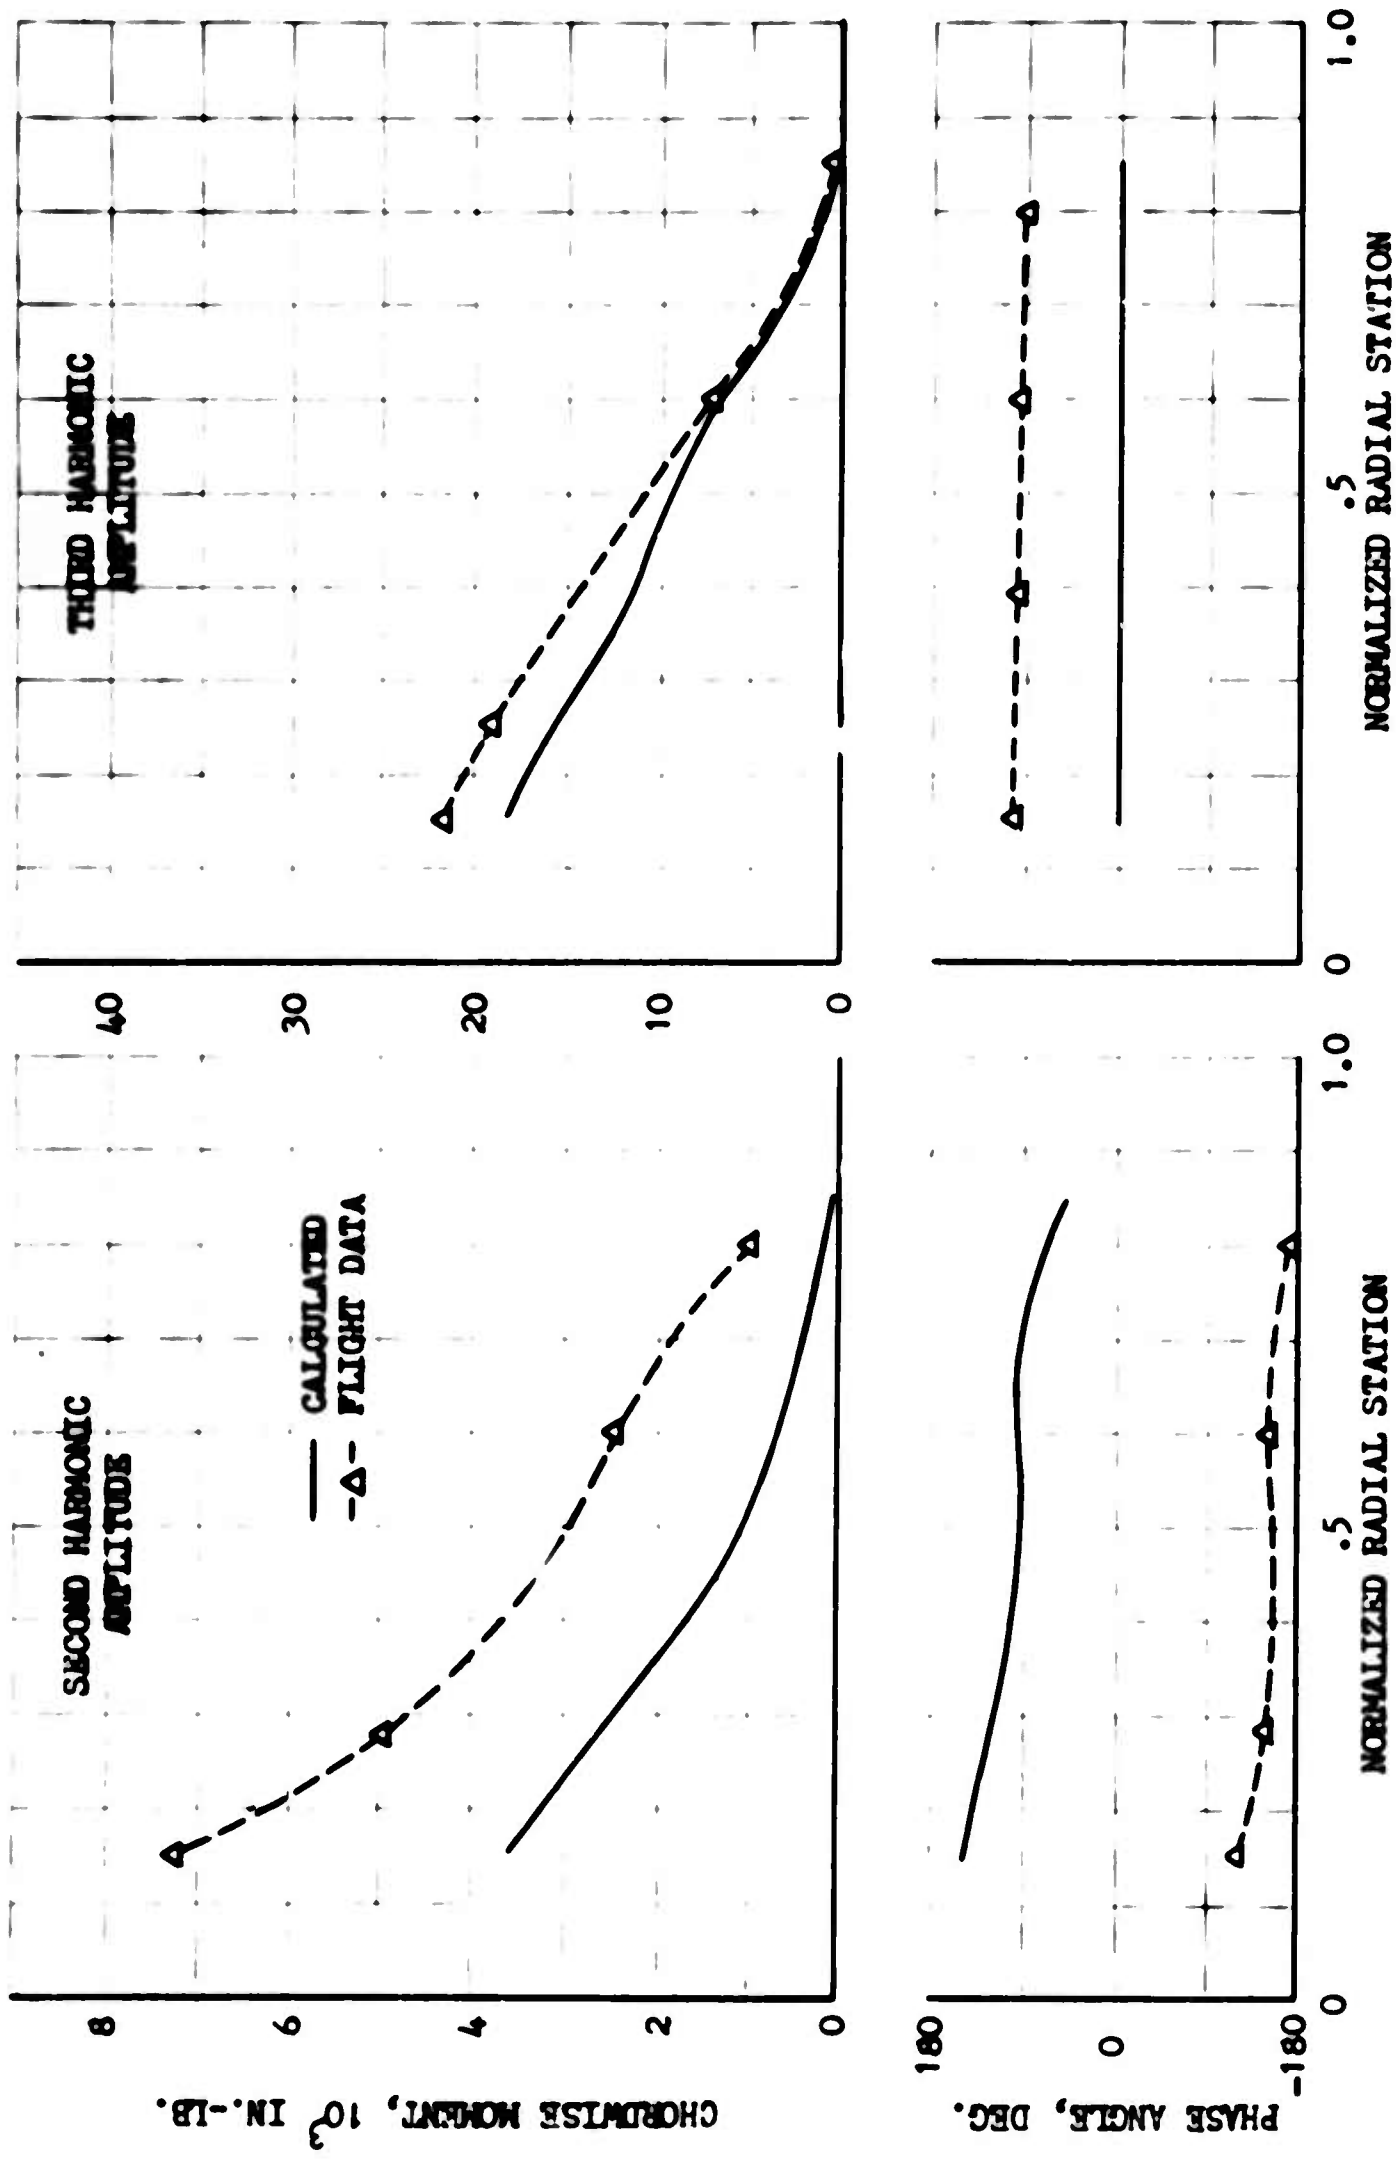 SECOND HARMONIC
AMPLITUDE
CALCULATED
FLIGHT DATA
CHORDWISE MOMENT, 10³ IN.-LB.
8
6
4
2
0
PHASE ANGLE, DEG.
180
0
-180
0
.5
1.0
NORMALIZED RADIAL STATION
THIRD HARMONIC
AMPLITUDE
40
30
20
10
0
0
.5
1.0
NORMALIZED RADIAL STATION